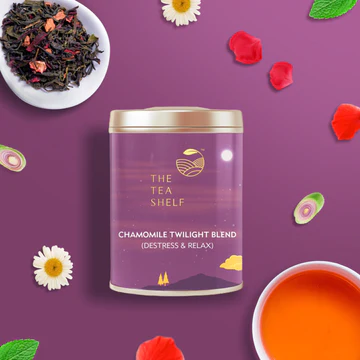 THE
TEA
SHELF
CHAMOMILE TWILIGHT BLEND
(DESTRESS & RELAX)